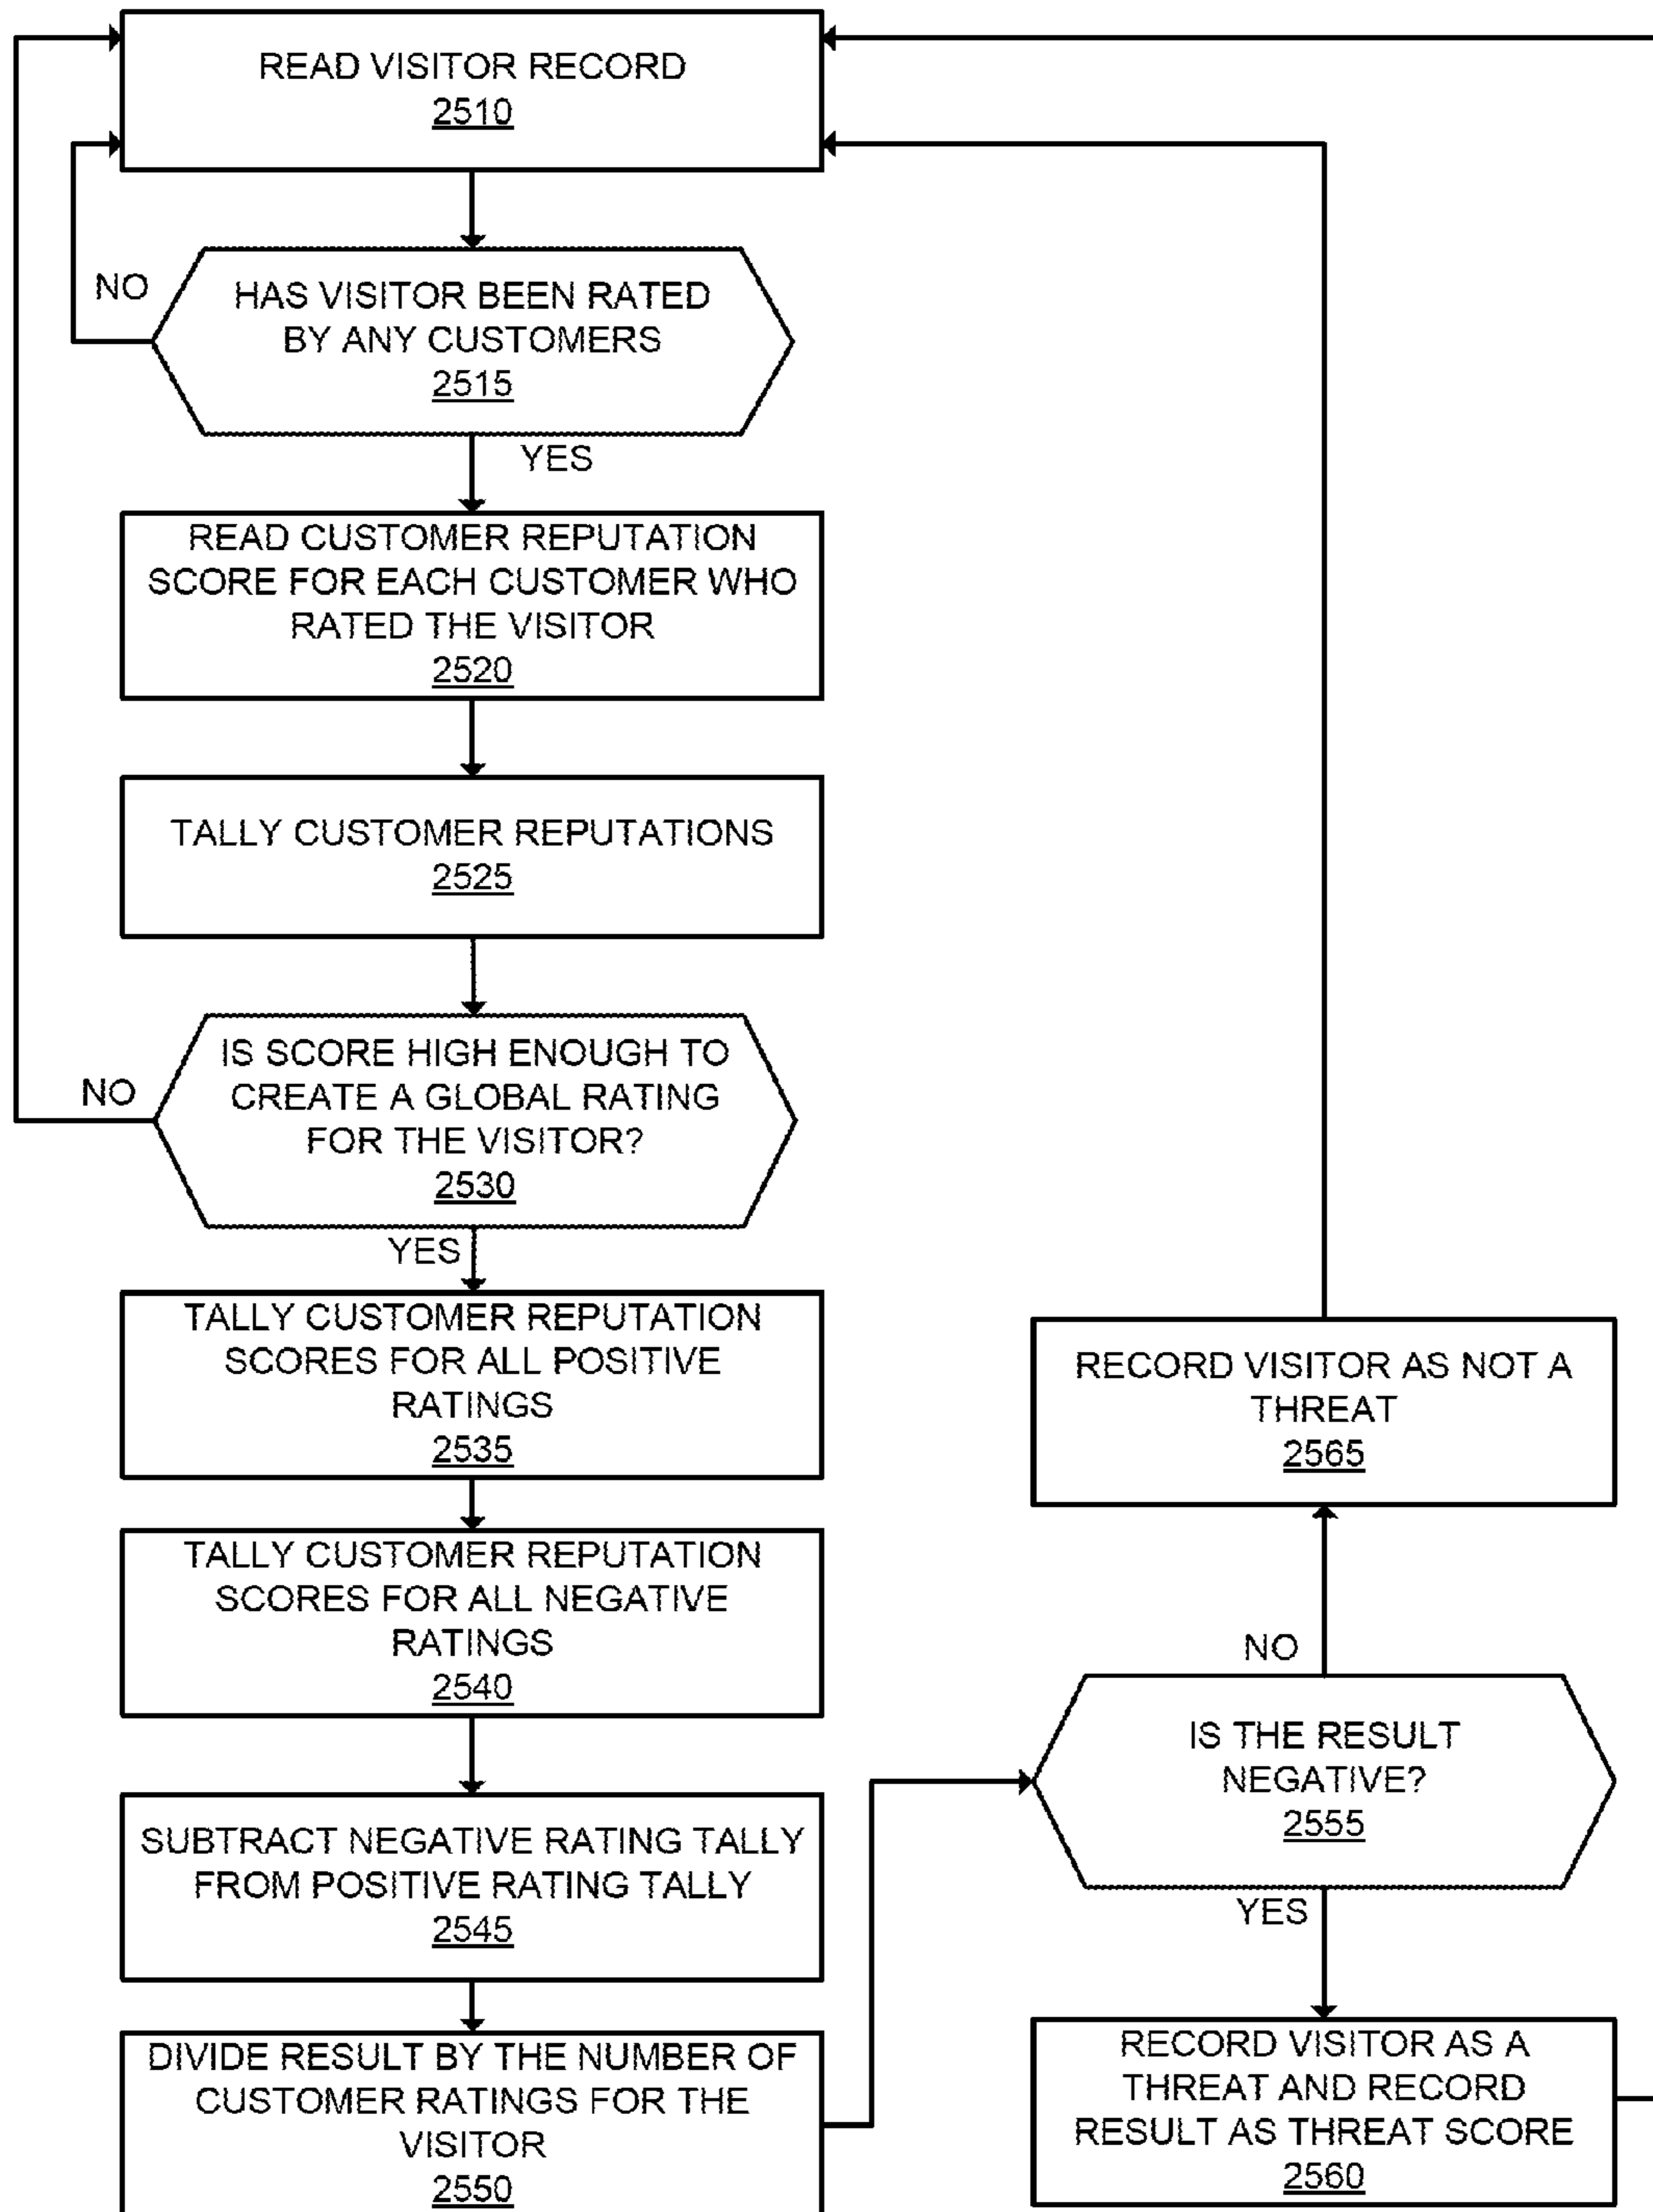 READ VISITOR RECORD
2510
NO
HAS VISITOR BEEN RATED
BY ANY CUSTOMERS
2515
YES
READ CUSTOMER REPUTATION
SCORE FOR EACH CUSTOMER WHO
RATED THE VISITOR
2520
TALLY CUSTOMER REPUTATIONS
2525
IS SCORE HIGH ENOUGH TO
CREATE A GLOBAL RATING
FOR THE VISITOR?
2530
NO
YES
TALLY CUSTOMER REPUTATION
SCORES FOR ALL POSITIVE
RATINGS
2535
TALLY CUSTOMER REPUTATION
SCORES FOR ALL NEGATIVE
RATINGS
2540
SUBTRACT NEGATIVE RATING TALLY
FROM POSITIVE RATING TALLY
2545
DIVIDE RESULT BY THE NUMBER OF
CUSTOMER RATINGS FOR THE
VISITOR
2550
RECORD VISITOR AS NOT A
THREAT
2565
NO
IS THE RESULT
NEGATIVE?
2555
YES
RECORD VISITOR AS A
THREAT AND RECORD
RESULT AS THREAT SCORE
2560